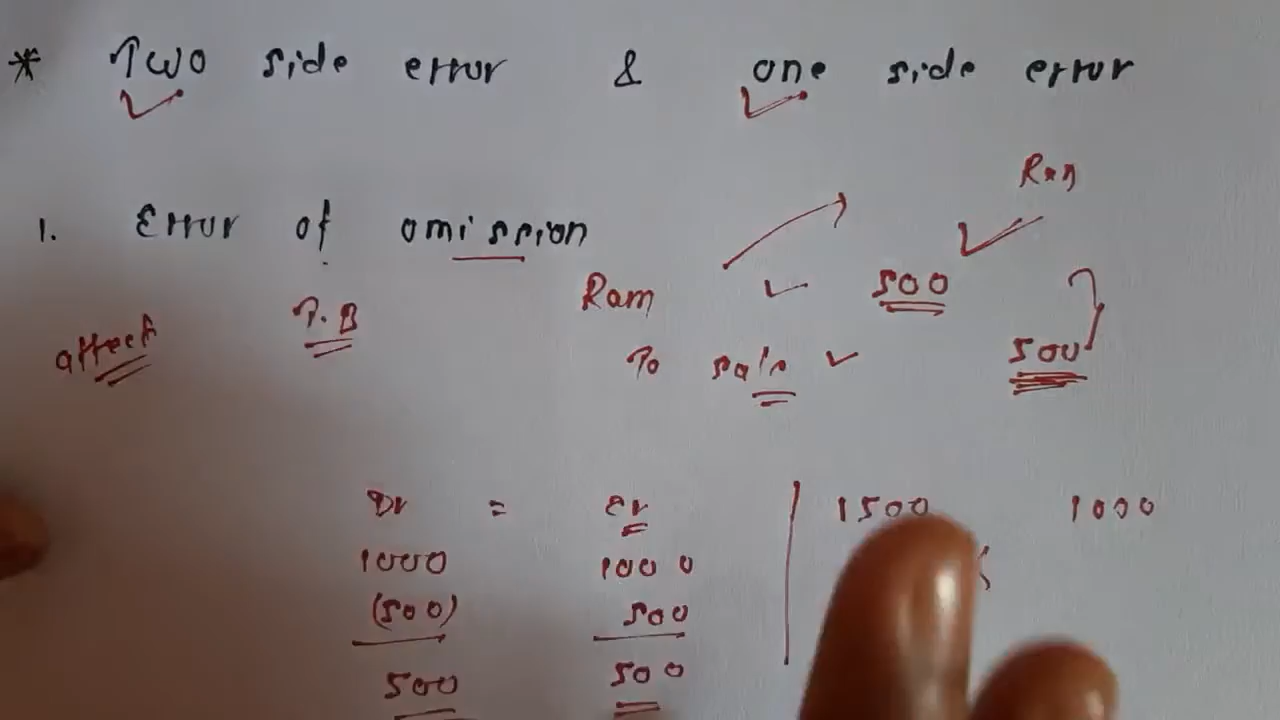 * Two side error & one side error
Ram
1. Error of omission
Ram 500
affect T.B
To sale 500
Dr = Cr 1500 1000
1000 1000
(500) 500
500 500